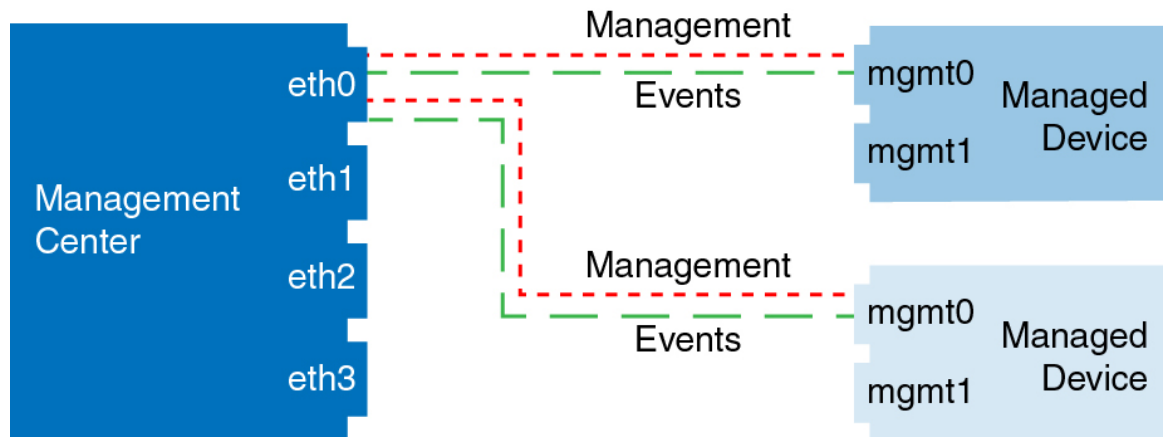 Management
Center
eth0
eth1
eth2
eth3
Management
Events
mgmt0
mgmt1
Managed
Device
Management
Events
mgmt0
mgmt1
Managed
Device